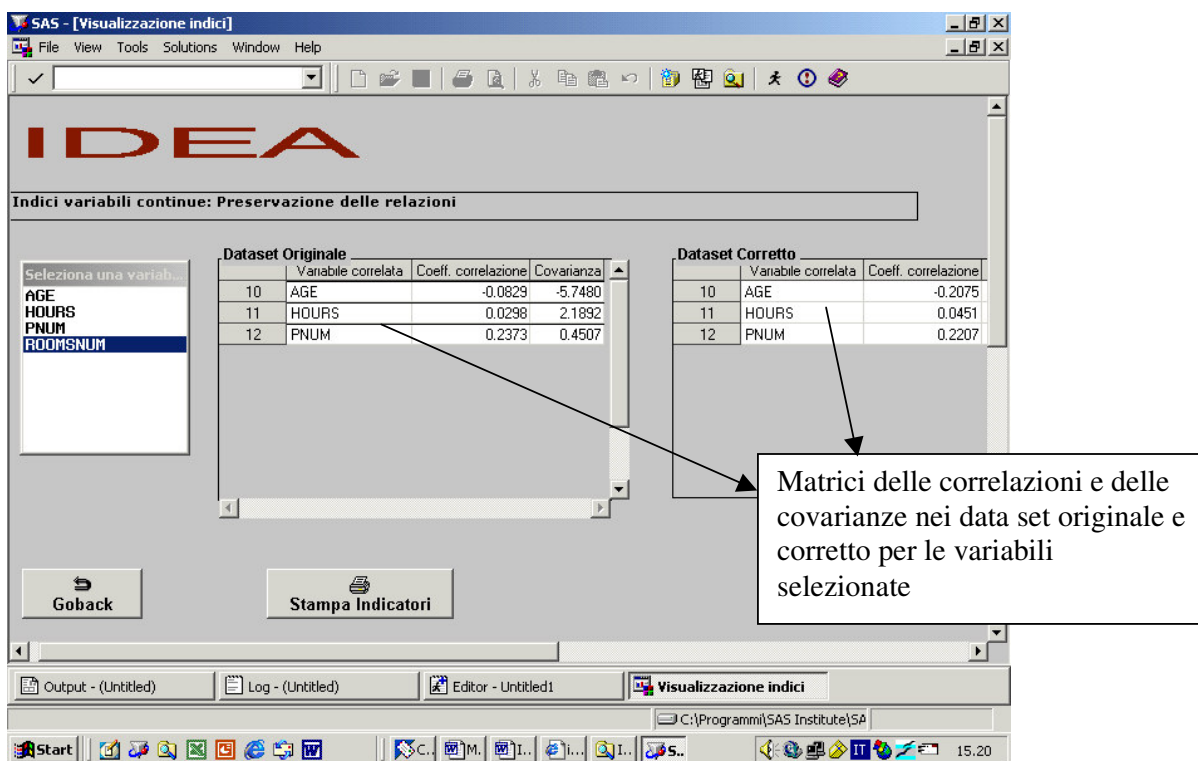 SAS - [Visualizzazione indici]
File View Tools Solutions Window Help
IDEA
Indici variabili continue: Preservazione delle relazioni
Seleziona una variab...
AGE
HOURS
PNUM
ROOMSNUM
Dataset Originale
Variabile correlata Coeff. correlazione Covarianza
10 AGE -0.0829 -5.7480
11 HOURS 0.0298 2.1892
12 PNUM 0.2373 0.4507
Dataset Corretto
Variabile correlata Coeff. correlazione
10 AGE -0.2075
11 HOURS 0.0451
12 PNUM 0.2207
Matrici delle correlazioni e delle
covarianze nei data set originale e
corretto per le variabili
selezionate
Goback
Stampa Indicatori
Output - (Untitled) Log - (Untitled) Editor - Untitled1 Visualizzazione indici
C:\Programmi\SAS Institute\SA
Start C.. M.. I.. i... I.. S.. IT 15.20